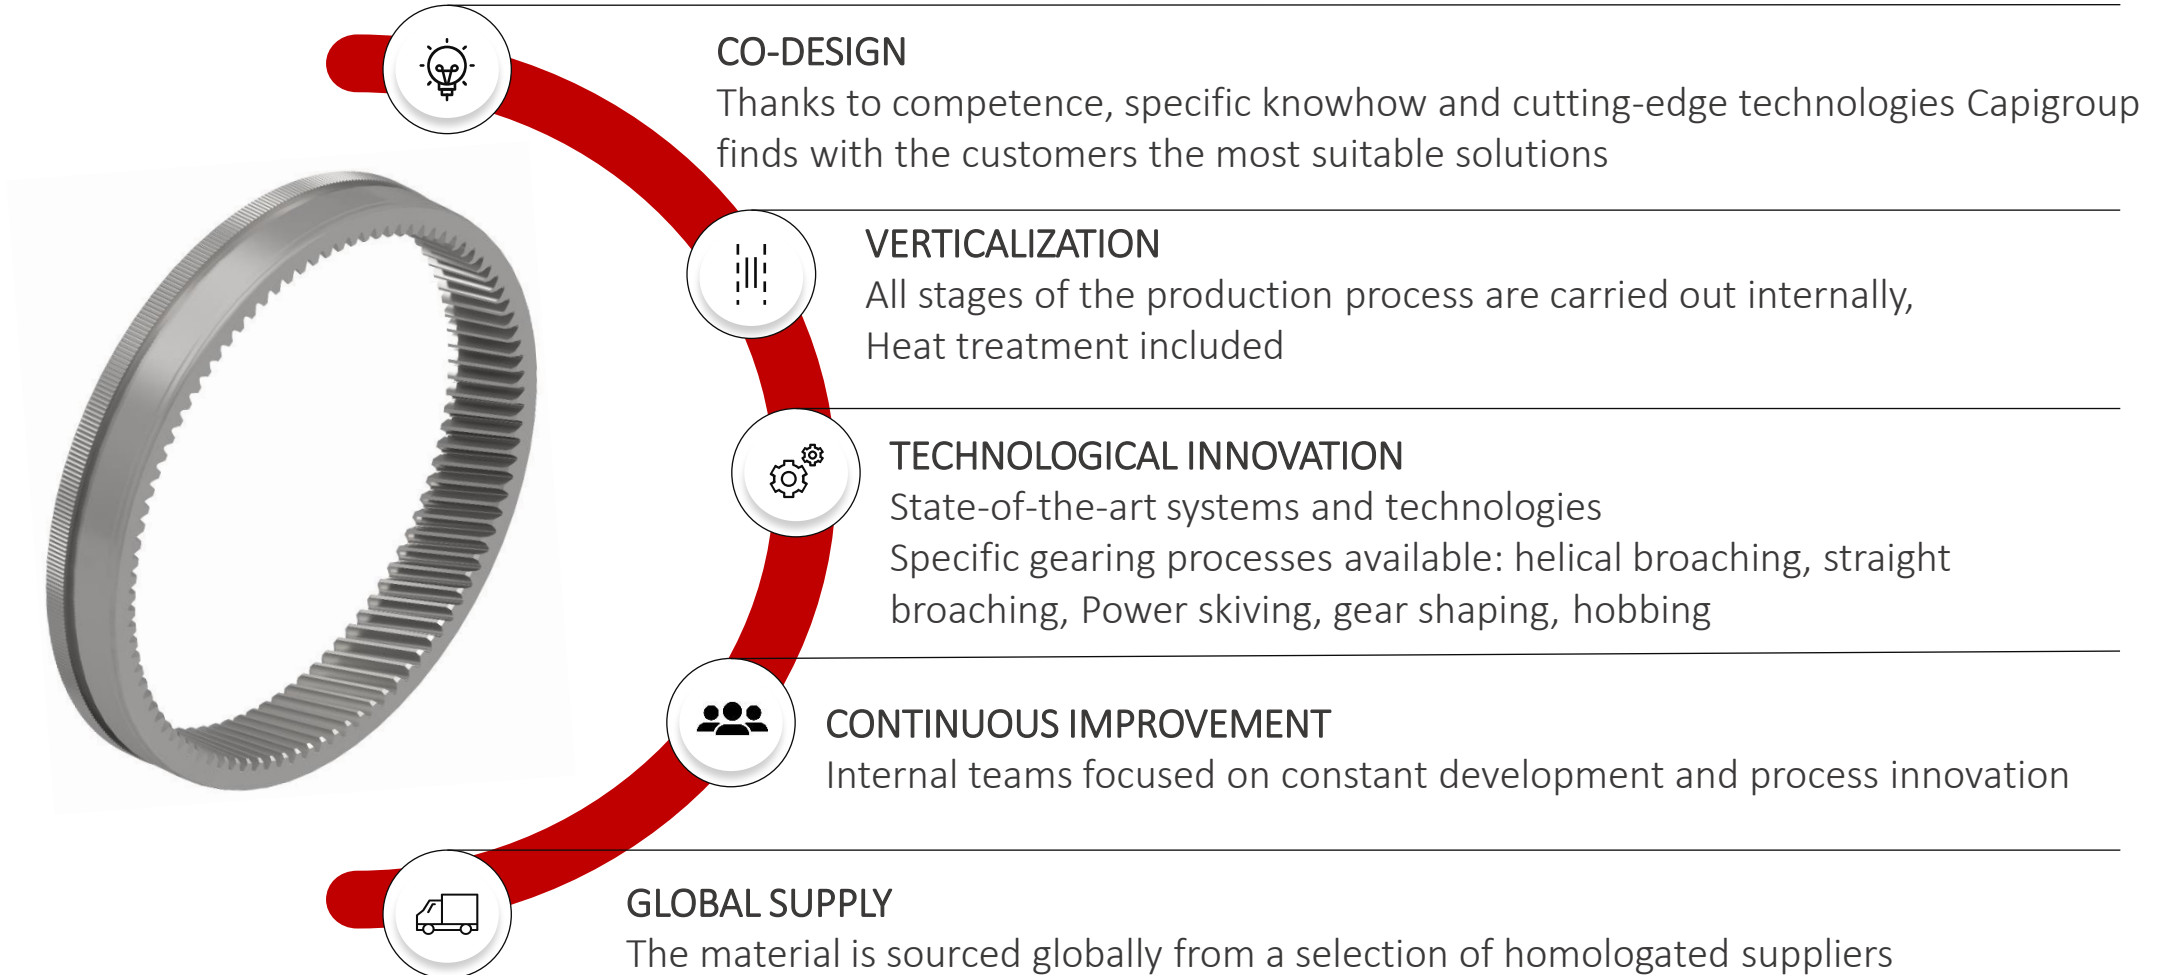 CO-DESIGN
Thanks to competence, specific knowhow and cutting-edge technologies Capigroup
finds with the customers the most suitable solutions
VERTICALIZATION
All stages of the production process are carried out internally,
Heat treatment included
TECHNOLOGICAL INNOVATION
State-of-the-art systems and technologies
Specific gearing processes available: helical broaching, straight
broaching, Power skiving, gear shaping, hobbing
CONTINUOUS IMPROVEMENT
Internal teams focused on constant development and process innovation
GLOBAL SUPPLY
The material is sourced globally from a selection of homologated suppliers